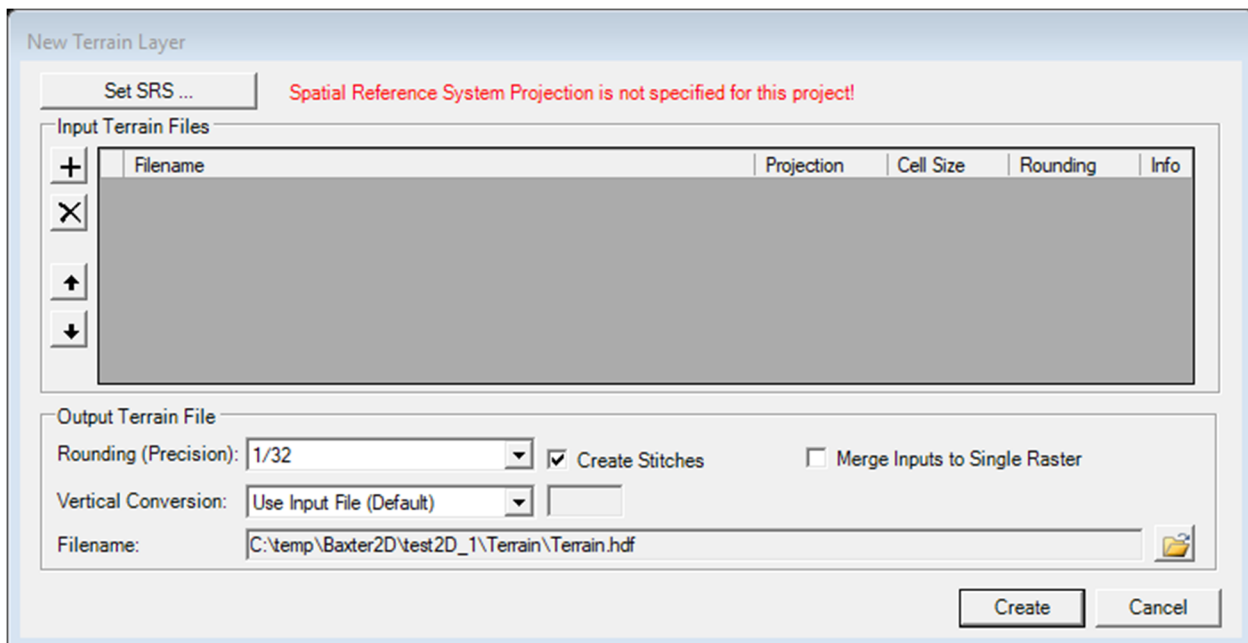 New Terrain Layer
Set SRS ... Spatial Reference System Projection is not specified for this project!
Input Terrain Files
Filename Projection Cell Size Rounding Info
Output Terrain File
Rounding (Precision): 1/32 Create Stitches Merge Inputs to Single Raster
Vertical Conversion: Use Input File (Default)
Filename: C:\temp\Baxter2D\test2D_1\Terrain\Terrain.hdf
Create Cancel